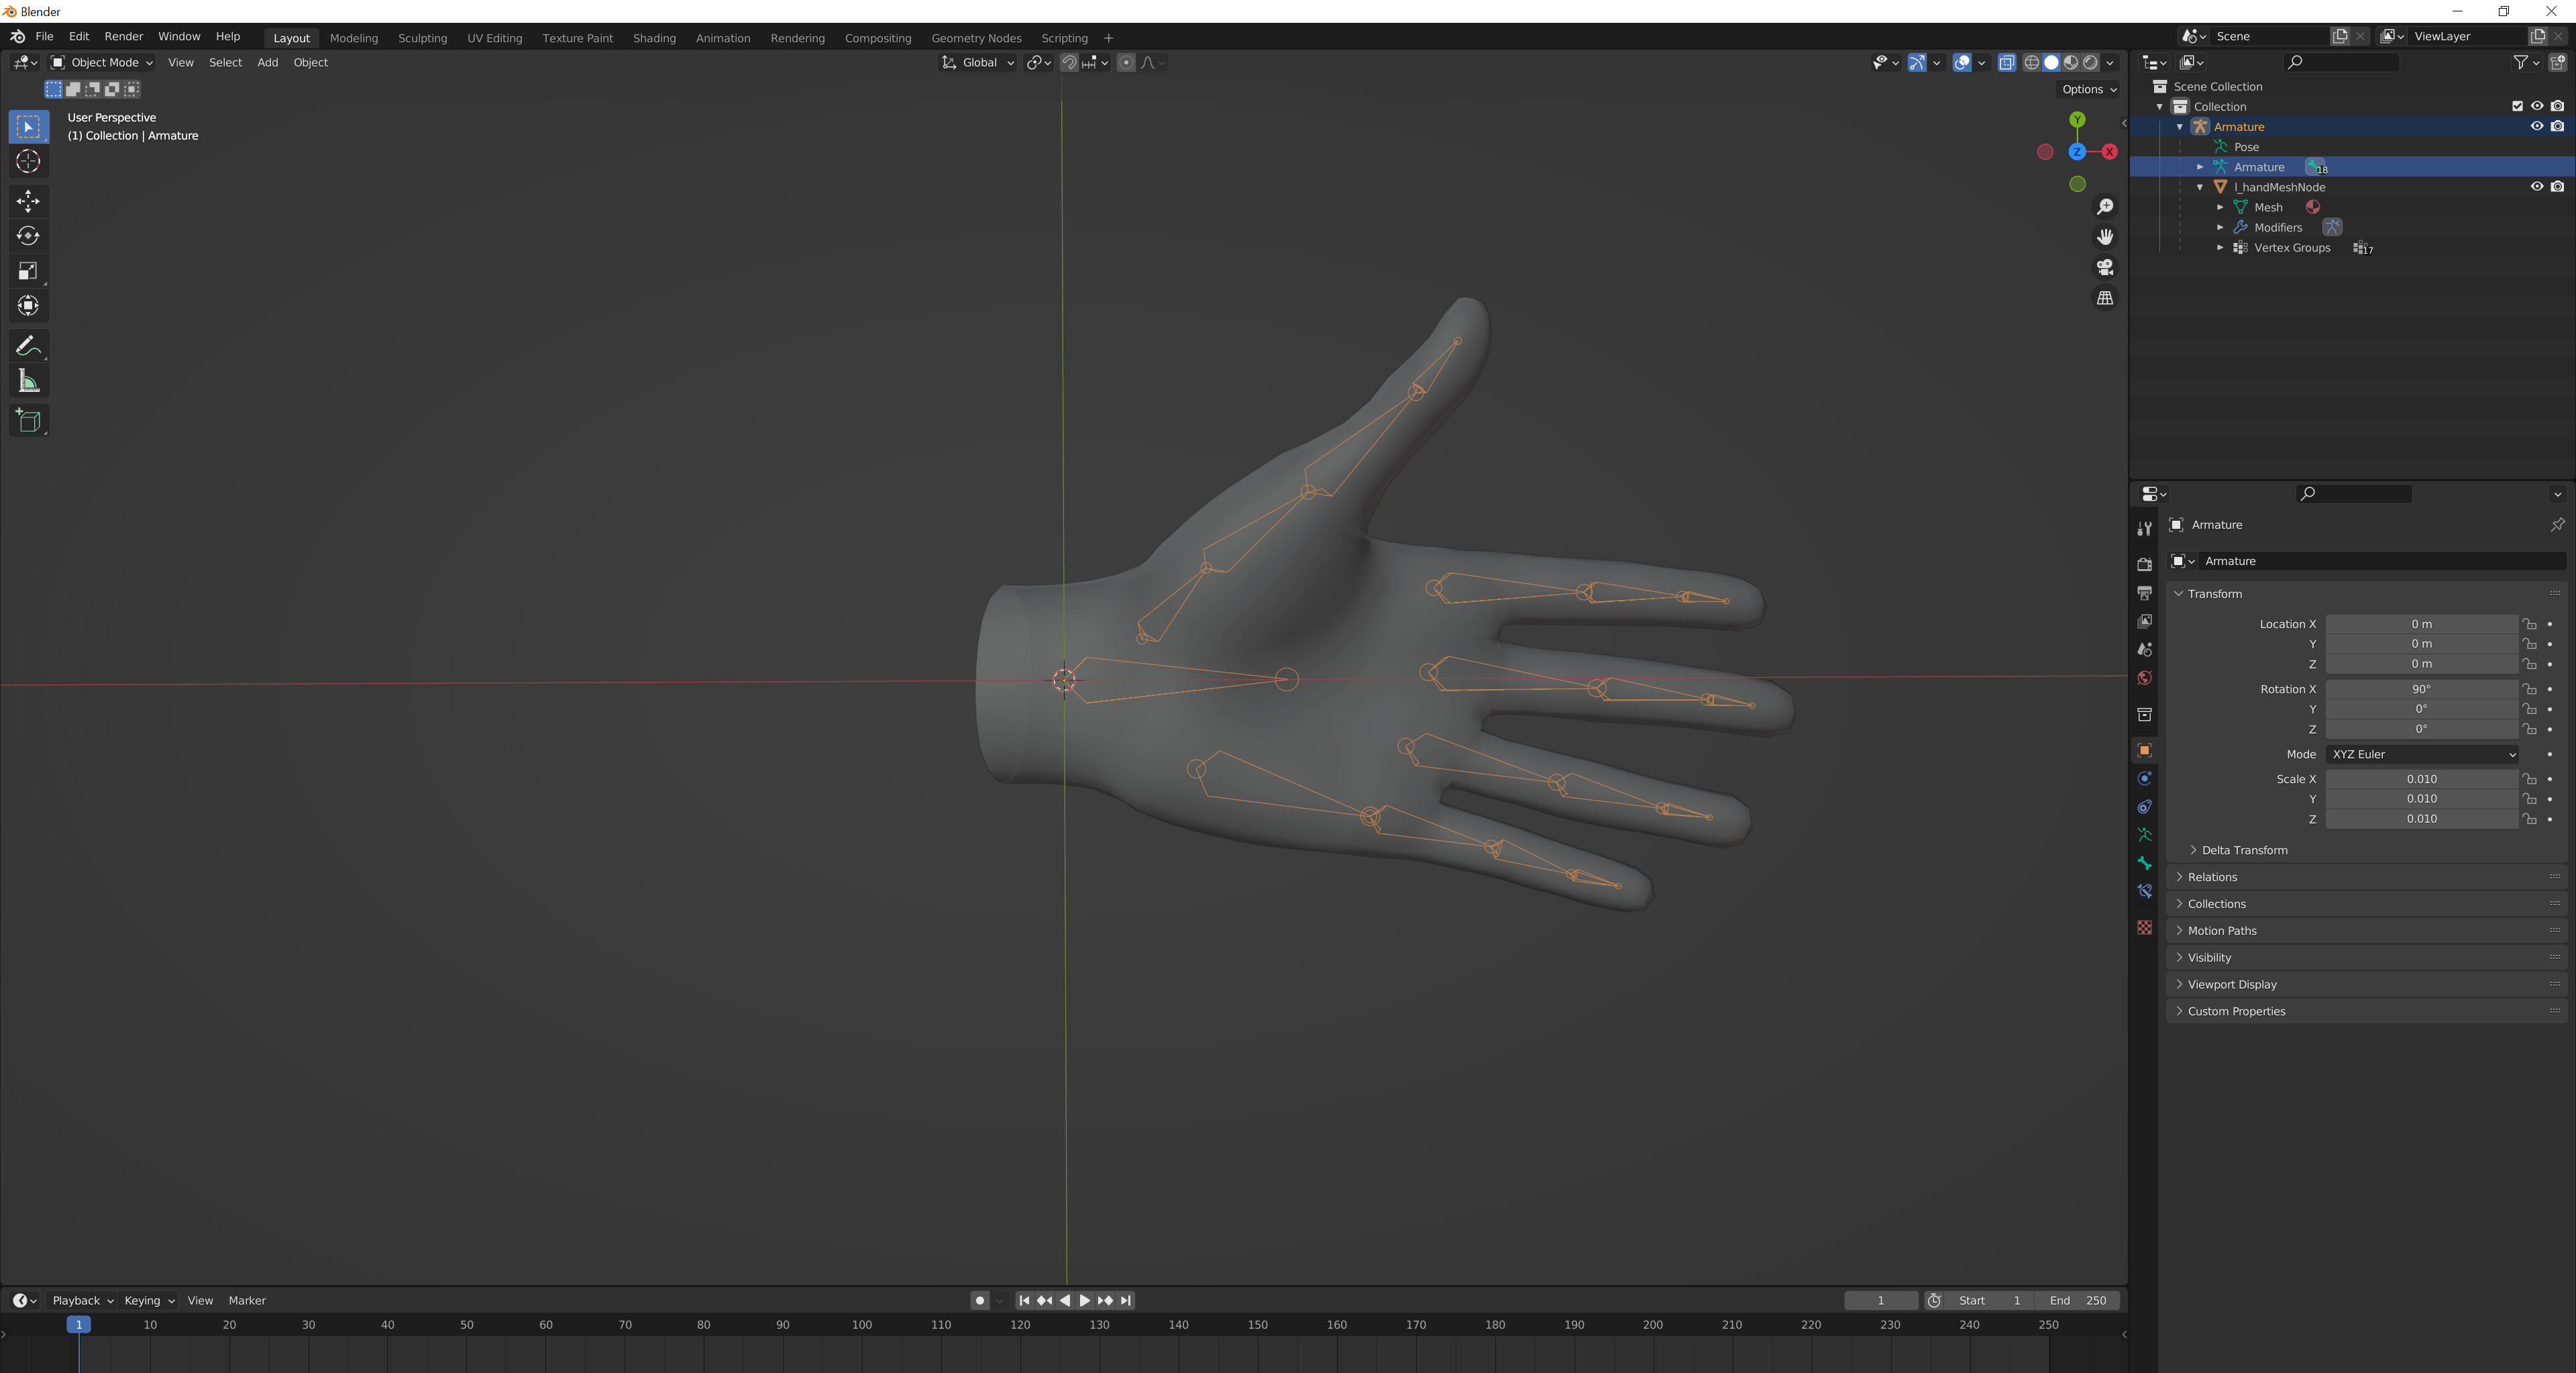 Blender
File Edit Render Window Help Layout Modeling Sculpting UV Editing Texture Paint Shading Animation Rendering Compositing Geometry Nodes Scripting + Scene ViewLayer
Object Mode View Select Add Object Global
Options
User Perspective
(1) Collection | Armature
Y
Z
X
Scene Collection
Collection
Armature
Pose
Armature 18
l_handMeshNode
Mesh
Modifiers
Vertex Groups 17
Armature
Armature
Transform
Location X 0 m
Y 0 m
Z 0 m
Rotation X 90°
Y 0°
Z 0°
Mode XYZ Euler
Scale X 0.010
Y 0.010
Z 0.010
Delta Transform
Relations
Collections
Motion Paths
Visibility
Viewport Display
Custom Properties
Playback Keying View Marker 1 Start 1 End 250
1 10 20 30 40 50 60 70 80 90 100 110 120 130 140 150 160 170 180 190 200 210 220 230 240 250